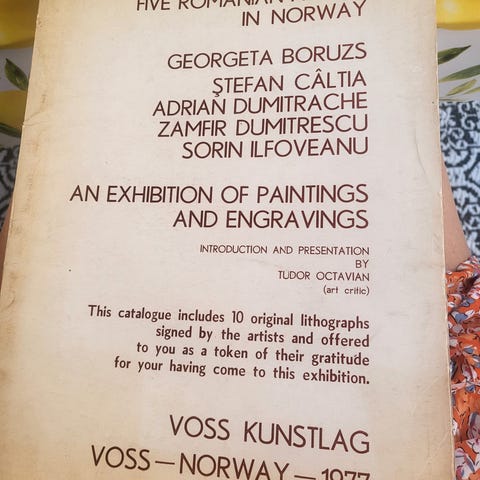 FIVE ROMANIAN
IN NORWAY
GEORGETA BORUZS
ŞTEFAN CÂLTIA
ADRIAN DUMITRACHE
ZAMFIR DUMITRESCU
SORIN ILFOVEANU
AN EXHIBITION OF PAINTINGS
AND ENGRAVINGS
INTRODUCTION AND PRESENTATION
BY
TUDOR OCTAVIAN
(art critic)
This catalogue includes 10 original lithographs
signed by the artists and offered
to you as a token of their gratitude
for your having come to this exhibition.
VOSS KUNSTLAG
VOSS — NORWAY — 1977